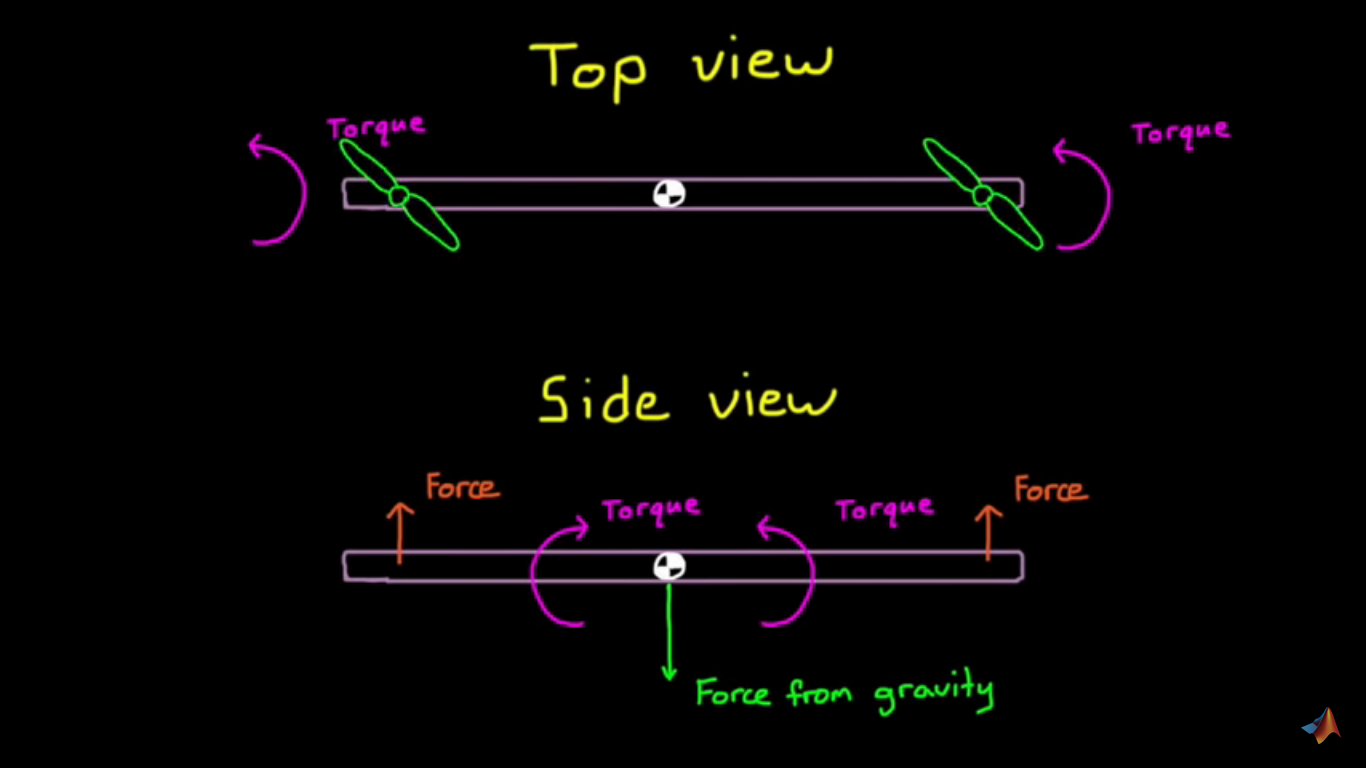 Top view
Torque
Torque
Side view
Force
Torque
Torque
Force
Force from gravity